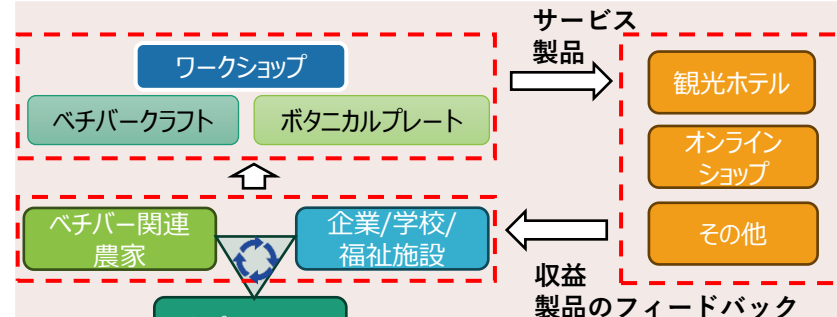 サービス
製品
ワークショップ
ベチバークラフト
ボタニカルプレート
観光ホテル
オンライン
ショップ
その他
ベチバー関連
農家
企業/学校/
福祉施設
収益
製品のフィードバック